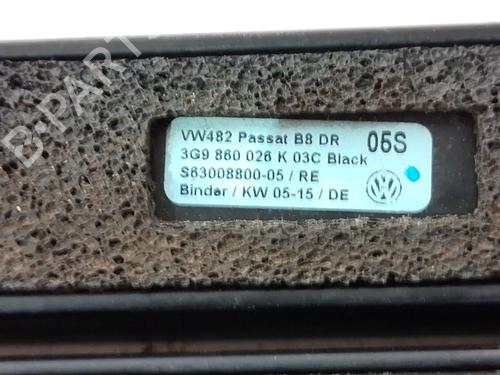 VW482 Passat B8 DR 05S
3G9 860 026 K 03C Black
S63008800-05 / RE
Binder / KW 05-15 / DE
B-PARTS